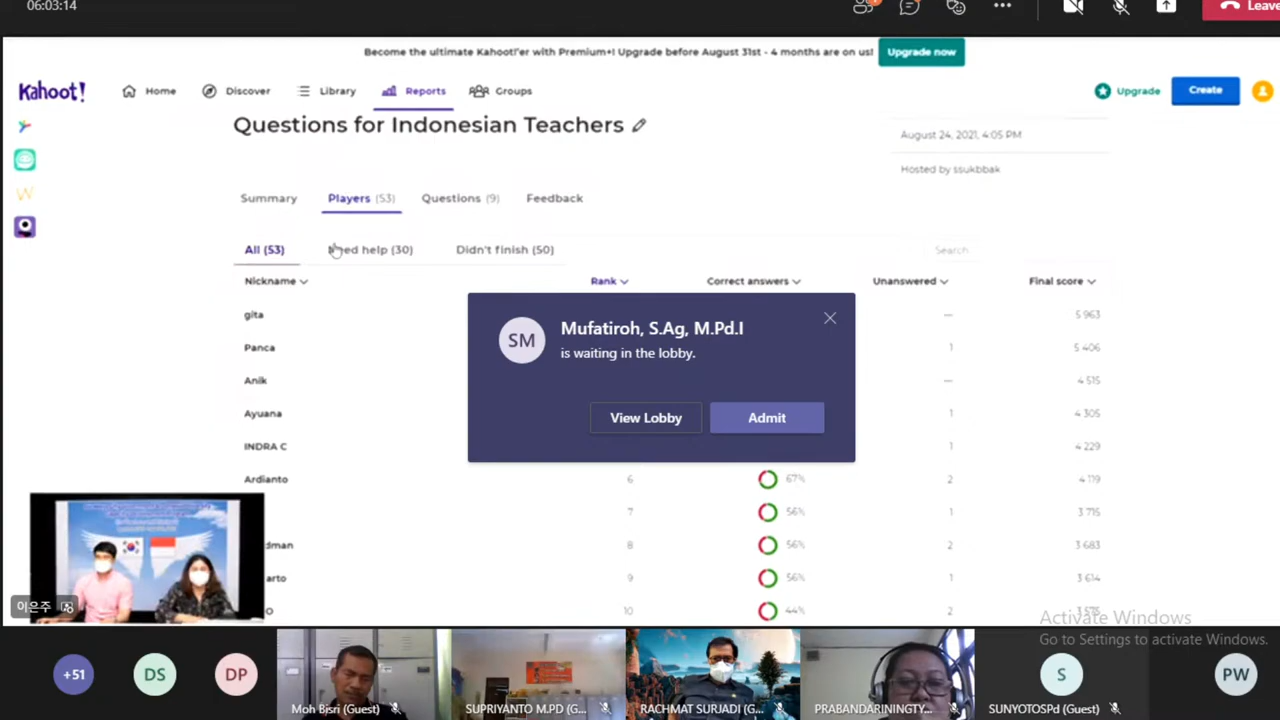 06:03:14
Leave
Become the ultimate Kahoot!'er with Premium+! Upgrade before August 31st - 4 months are on us! Upgrade now
Kahoot! Home Discover Library Reports Groups Upgrade Create
Questions for Indonesian Teachers
August 24, 2021, 4:05 PM
Hosted by ssukbbak
Summary Players (53) Questions (9) Feedback
All (53) Need help (30) Didn't finish (50) Search
Nickname Rank Correct answers Unanswered Final score
gita — 5 963
Panca 1 5 406
Anik — 4 515
Ayuana 1 4 305
INDRA C 1 4 229
Ardianto 6 67% 2 4 119
7 56% 1 3 715
dman 8 56% 2 3 683
arto 9 56% 1 3 614
O 10 44% 2
SM
Mufatiroh, S.Ag, M.Pd.I
is waiting in the lobby.
View Lobby Admit
이은주
Activate Windows
Go to Settings to activate Windows.
+51 DS DP S PW
Moh Bisri (Guest) SUPRIYANTO M.PD (G... RACHMAT SURJADI (G... PRABANDARININGTY... SUNYOTOSPd (Guest)